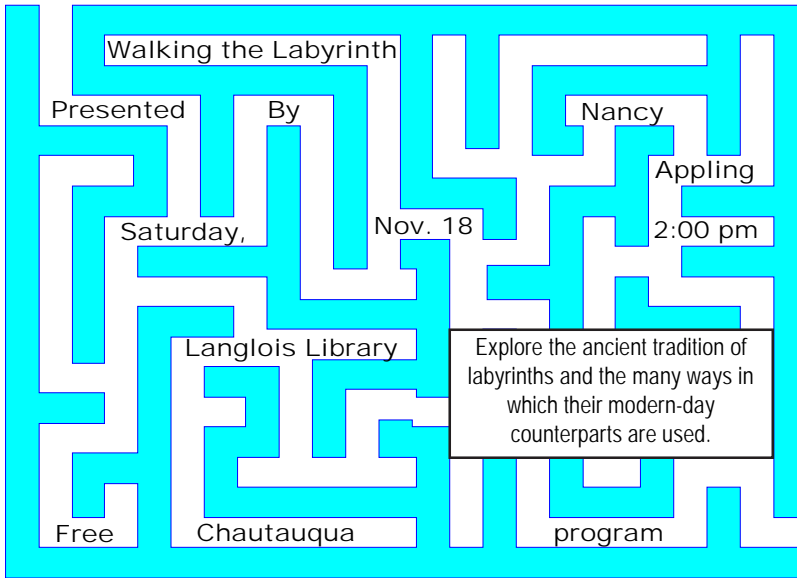 Walking the Labyrinth
Presented By Nancy
Appling
Saturday, Nov. 18 2:00 pm
Langlois Library
Explore the ancient tradition of
labyrinths and the many ways in
which their modern-day
counterparts are used.
Free Chautauqua program